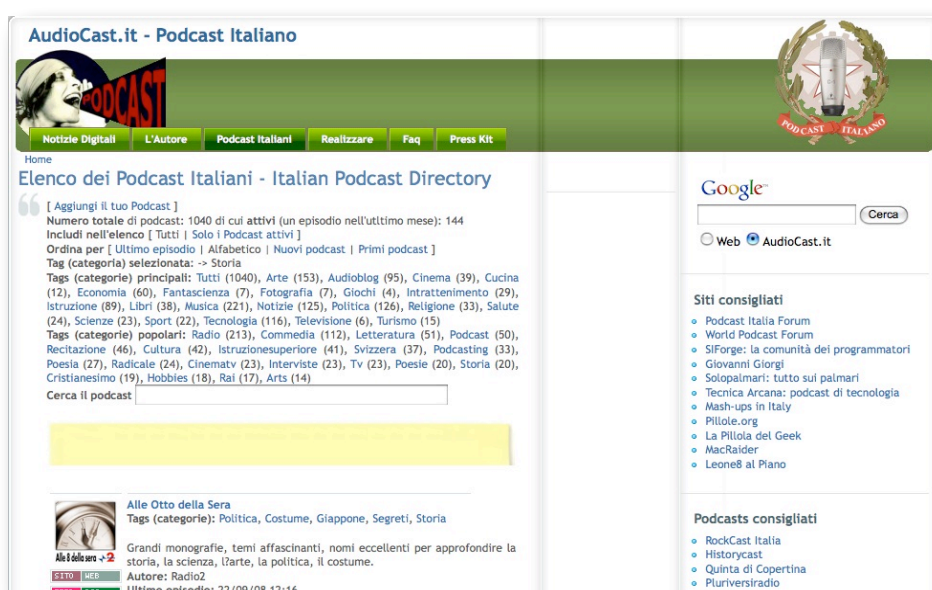 AudioCast.it - Podcast Italiano
PODCAST
PODCAST ITALIANO
Notizie Digitali
L'Autore
Podcast Italiani
Realizzare
Faq
Press Kit
Home
Elenco dei Podcast Italiani - Italian Podcast Directory
[ Aggiungi il tuo Podcast ]
Numero totale di podcast: 1040 di cui attivi (un episodio nell'utltimo mese): 144
Includi nell'elenco [ Tutti | Solo i Podcast attivi ]
Ordina per [ Ultimo episodio | Alfabetico | Nuovi podcast | Primi podcast ]
Tag (categoria) selezionata: -> Storia
Tags (categorie) principali: Tutti (1040), Arte (153), Audioblog (95), Cinema (39), Cucina
(12), Economia (60), Fantascienza (7), Fotografia (7), Giochi (4), Intrattenimento (29),
Istruzione (89), Libri (38), Musica (221), Notizie (125), Politica (126), Religione (33), Salute
(24), Scienze (23), Sport (22), Tecnologia (116), Televisione (6), Turismo (15)
Tags (categorie) popolari: Radio (213), Commedia (112), Letteratura (51), Podcast (50),
Recitazione (46), Cultura (42), Istruzionesuperiore (41), Svizzera (37), Podcasting (33),
Poesia (27), Radicale (24), Cinematv (23), Interviste (23), Tv (23), Poesie (20), Storia (20),
Cristianesimo (19), Hobbies (18), Rai (17), Arts (14)
Cerca il podcast
Alle Otto della Sera
Tags (categorie): Politica, Costume, Giappone, Segreti, Storia
Grandi monografie, temi affascinanti, nomi eccellenti per approfondire la
storia, la scienza, l?arte, la politica, il costume.
Alle 8 della sera 2
SITO WEB
Autore: Radio2
Ultimo episodio: 22/09/08 12:16
Google
Cerca
Web AudioCast.it
Siti consigliati
Podcast Italia Forum
World Podcast Forum
SIForge: la comunità dei programmatori
Giovanni Giorgi
Solopalmari: tutto sui palmari
Tecnica Arcana: podcast di tecnologia
Mash-ups in Italy
Pillole.org
La Pillola del Geek
MacRaider
Leone8 al Piano
Podcasts consigliati
RockCast Italia
Historycast
Quinta di Copertina
Pluriversiradio